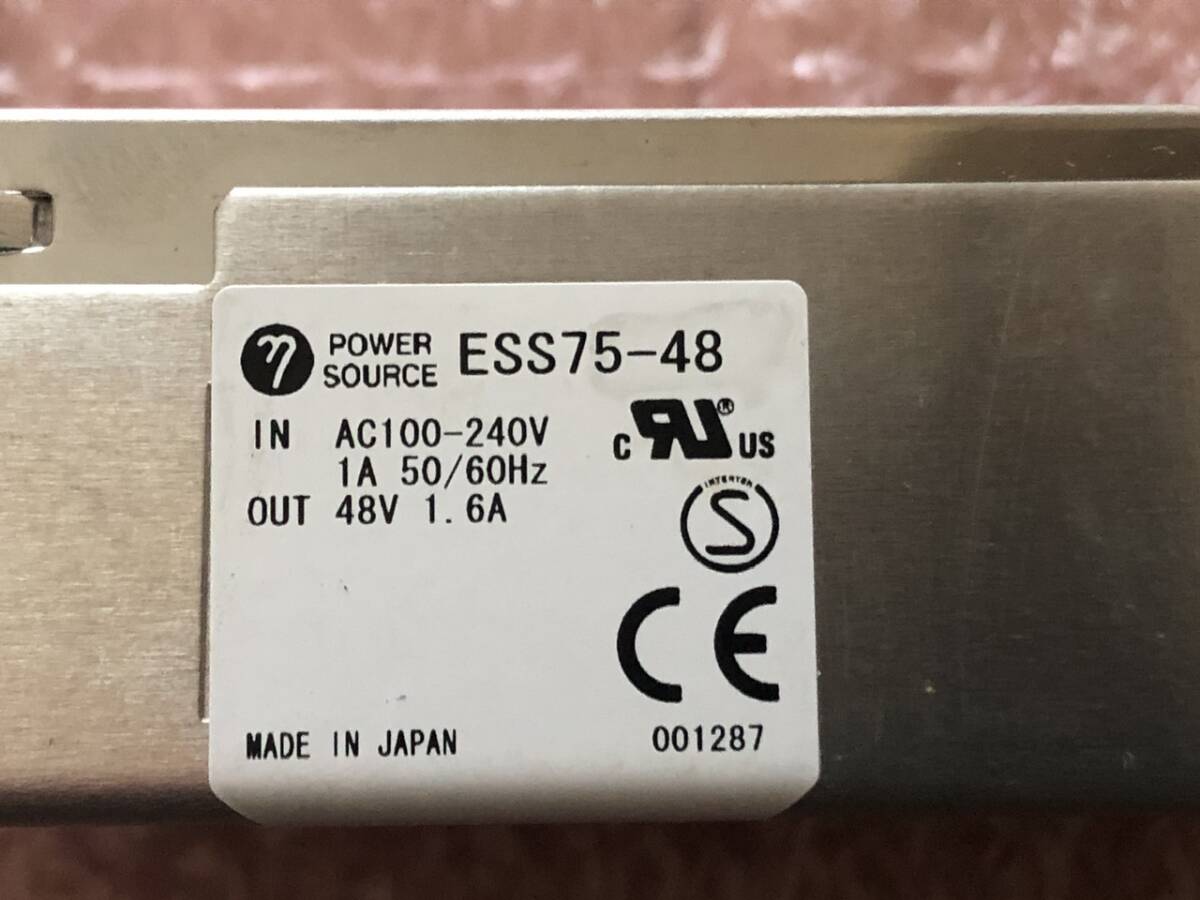 η POWER SOURCE ESS75-48
IN AC100-240V
1A 50/60Hz
OUT 48V 1.6A
c RU® US
INTERTEK
S
CE
MADE IN JAPAN 001287